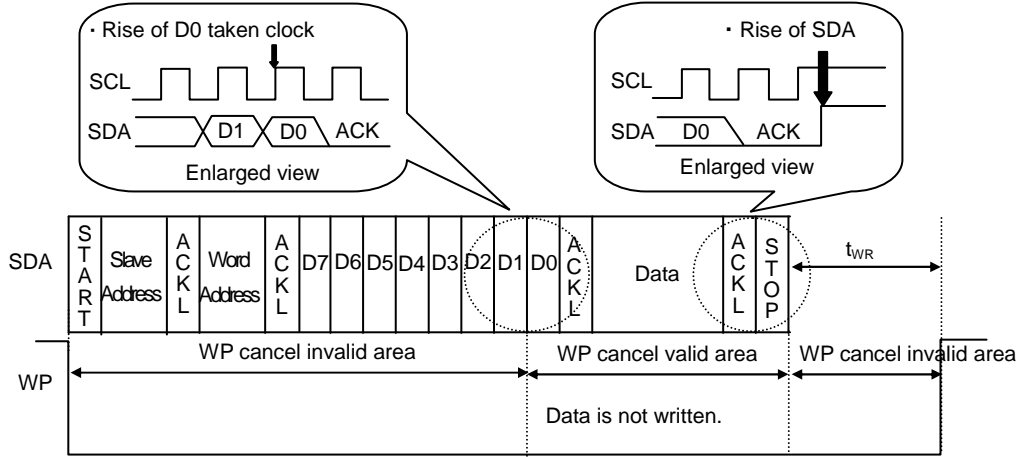 · Rise of D0 taken clock
SCL
SDA
D1
D0
ACK
Enlarged view
· Rise of SDA
SCL
SDA
D0
ACK
Enlarged view
SDA
START
Slave Address
ACKL
Word Address
ACKL
D7
D6
D5
D4
D3
D2
D1
D0
ACKL
Data
ACKL
STOP
tWR
WP cancel invalid area
WP cancel valid area
WP cancel invalid area
WP
Data is not written.